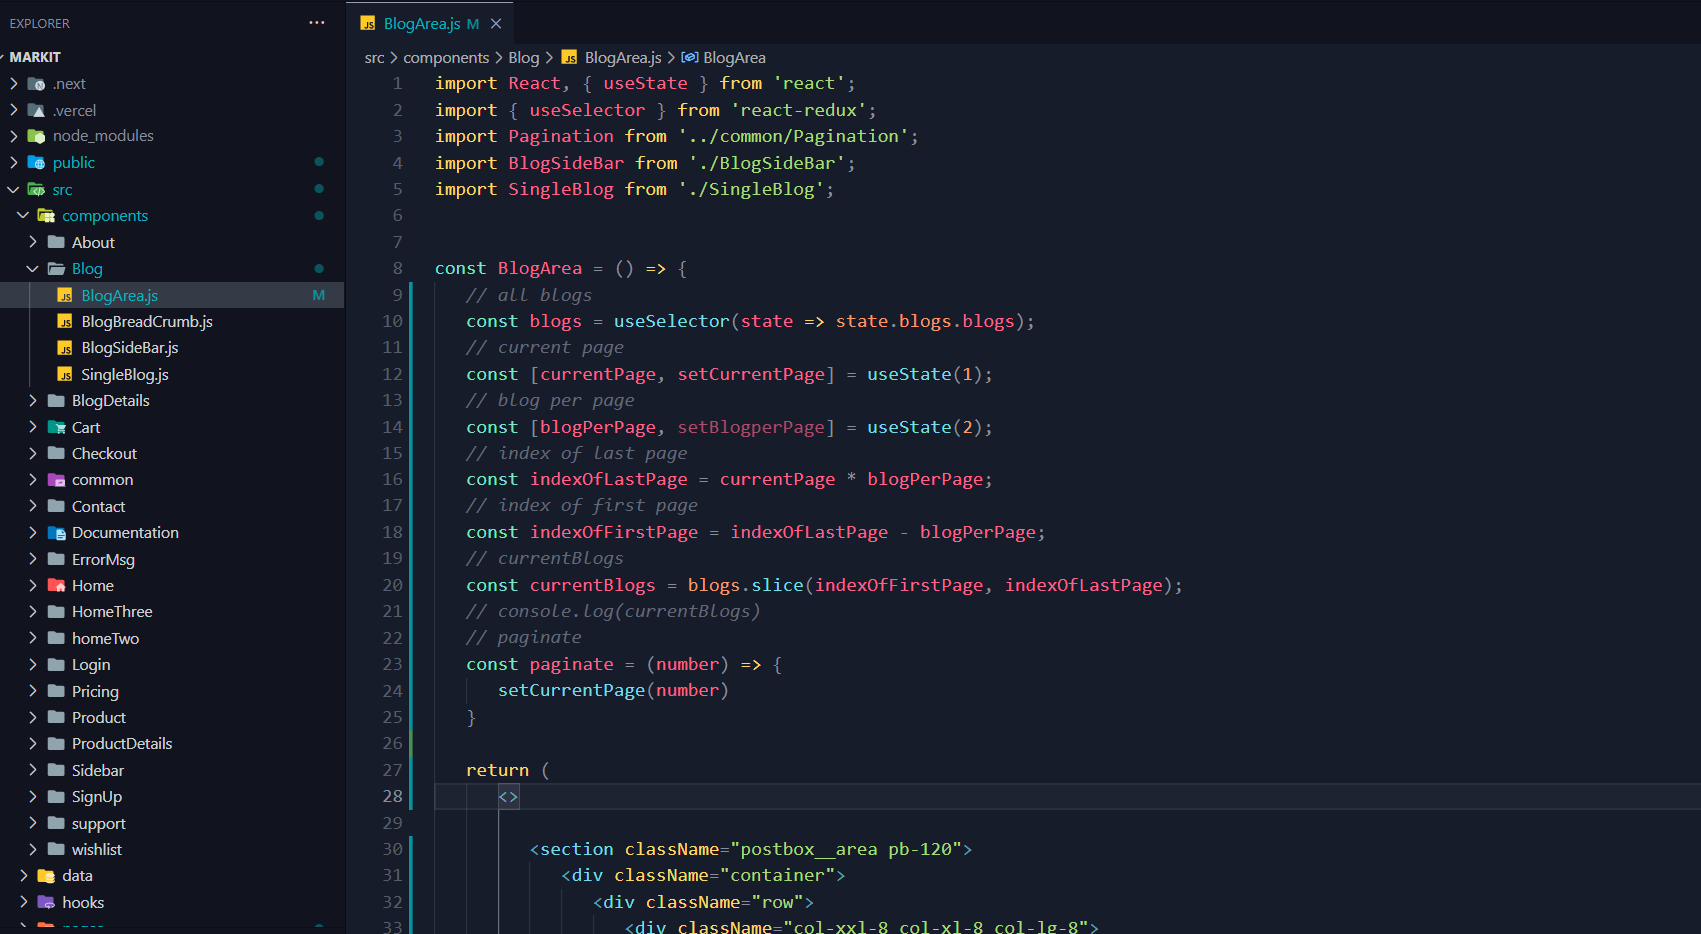 EXPLORER
MARKIT
.next
.vercel
node_modules
public
src
components
About
Blog
BlogArea.js M
BlogBreadCrumb.js
BlogSideBar.js
SingleBlog.js
BlogDetails
Cart
Checkout
common
Contact
Documentation
ErrorMsg
Home
HomeThree
homeTwo
Login
Pricing
Product
ProductDetails
Sidebar
SignUp
support
wishlist
data
hooks
pages
BlogArea.js M
src > components > Blog > BlogArea.js > BlogArea
1 import React, { useState } from 'react';
2 import { useSelector } from 'react-redux';
3 import Pagination from '../common/Pagination';
4 import BlogSideBar from './BlogSideBar';
5 import SingleBlog from './SingleBlog';
6
7
8 const BlogArea = () => {
9 // all blogs
10 const blogs = useSelector(state => state.blogs.blogs);
11 // current page
12 const [currentPage, setCurrentPage] = useState(1);
13 // blog per page
14 const [blogPerPage, setBlogperPage] = useState(2);
15 // index of last page
16 const indexOfLastPage = currentPage * blogPerPage;
17 // index of first page
18 const indexOfFirstPage = indexOfLastPage - blogPerPage;
19 // currentBlogs
20 const currentBlogs = blogs.slice(indexOfFirstPage, indexOfLastPage);
21 // console.log(currentBlogs)
22 // paginate
23 const paginate = (number) => {
24 setCurrentPage(number)
25 }
26
27 return (
28 <>
29
30 <section className="postbox__area pb-120">
31 <div className="container">
32 <div className="row">
33 <div className="col-xxl-8 col-xl-8 col-lg-8">